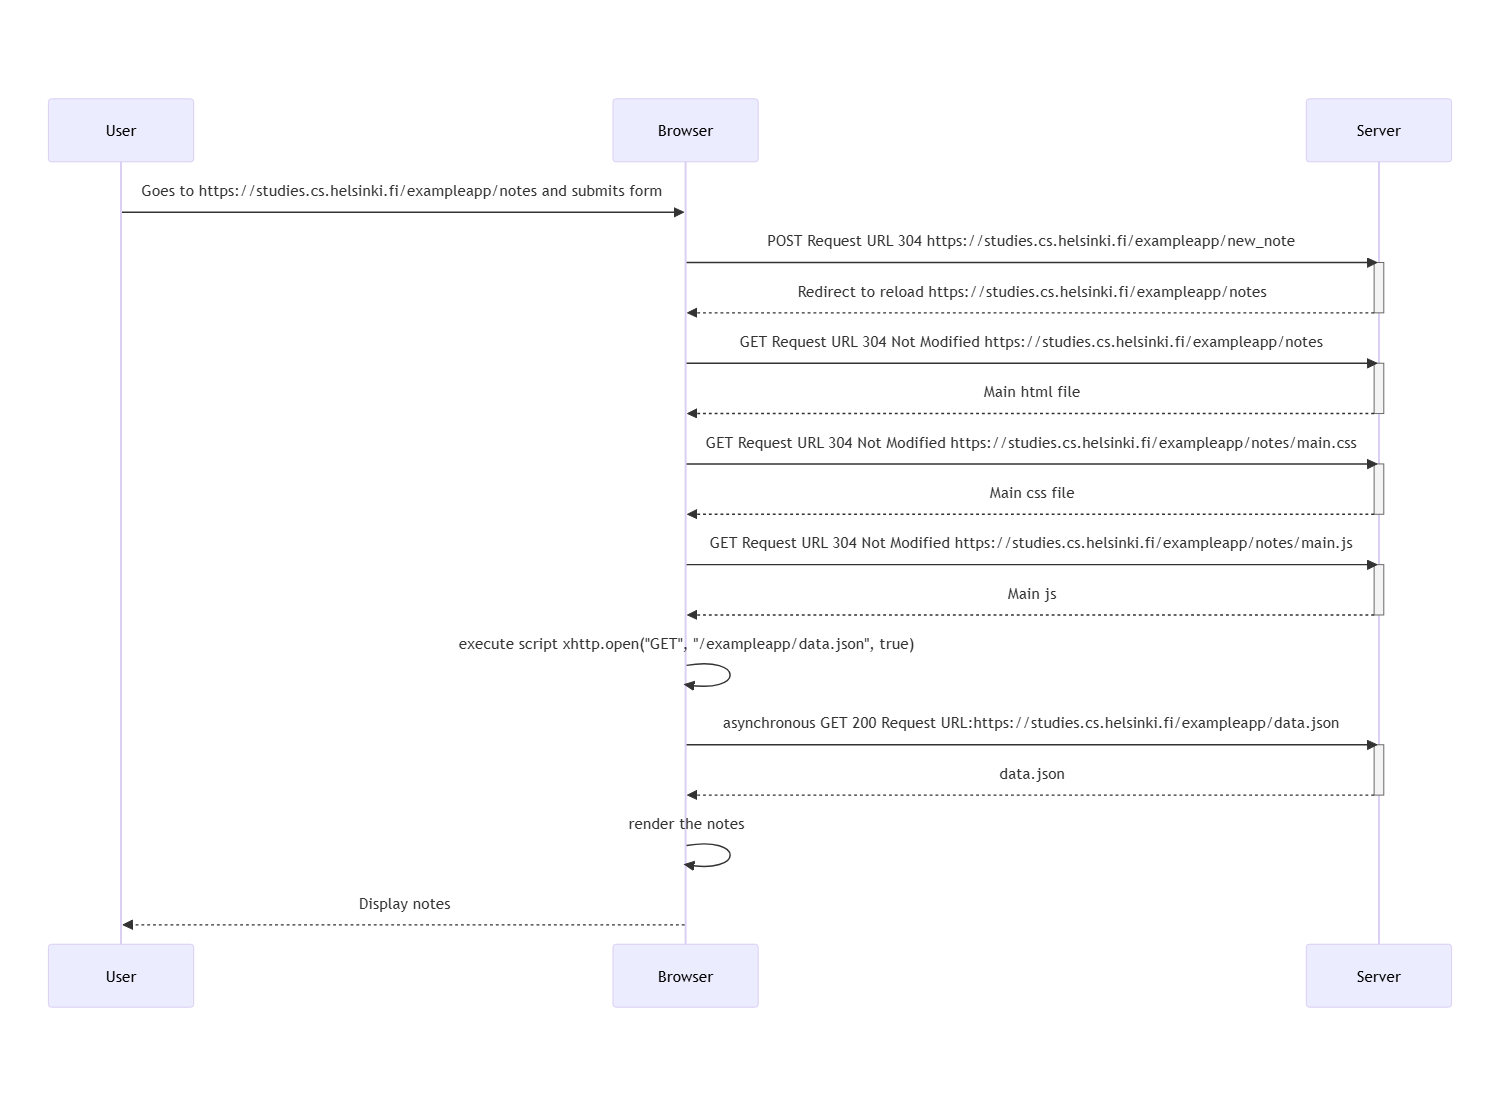 User
Browser
Server
Goes to https://studies.cs.helsinki.fi/exampleapp/notes and submits form
POST Request URL 304 https://studies.cs.helsinki.fi/exampleapp/new_note
Redirect to reload https://studies.cs.helsinki.fi/exampleapp/notes
GET Request URL 304 Not Modified https://studies.cs.helsinki.fi/exampleapp/notes
Main html file
GET Request URL 304 Not Modified https://studies.cs.helsinki.fi/exampleapp/notes/main.css
Main css file
GET Request URL 304 Not Modified https://studies.cs.helsinki.fi/exampleapp/notes/main.js
Main js
execute script xhttp.open("GET", "/exampleapp/data.json", true)
asynchronous GET 200 Request URL:https://studies.cs.helsinki.fi/exampleapp/data.json
data.json
render the notes
Display notes
User
Browser
Server